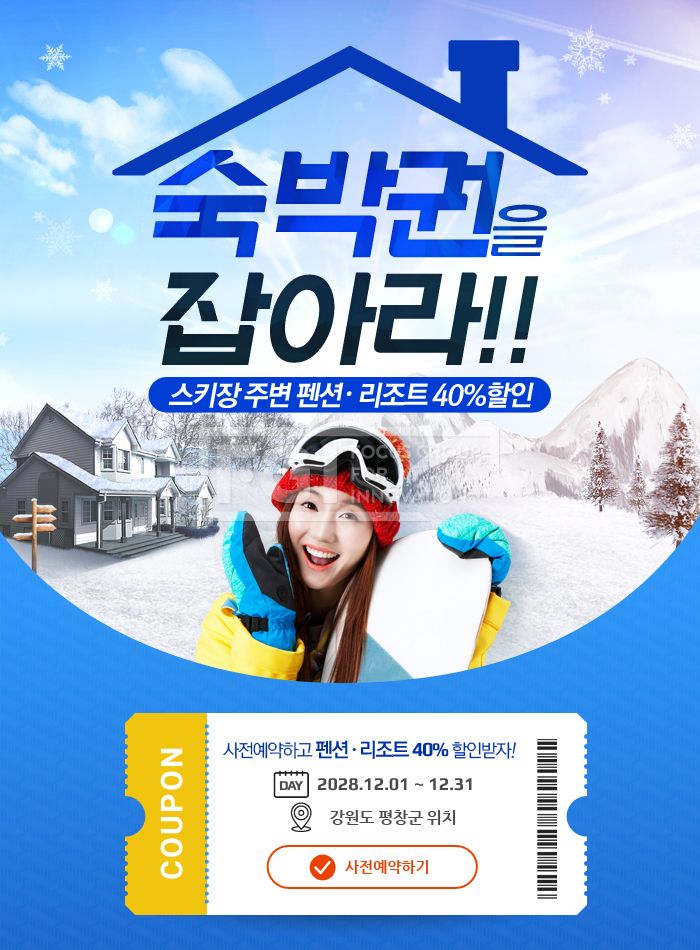 숙박권을
잡아라!!
스키장 주변 펜션· 리조트 40%할인
FOR
COUPON
사전예약하고 펜션·리조트 40% 할인받자!
DAY 2028.12.01 ~ 12.31
강원도 평창군 위치
사전예약하기